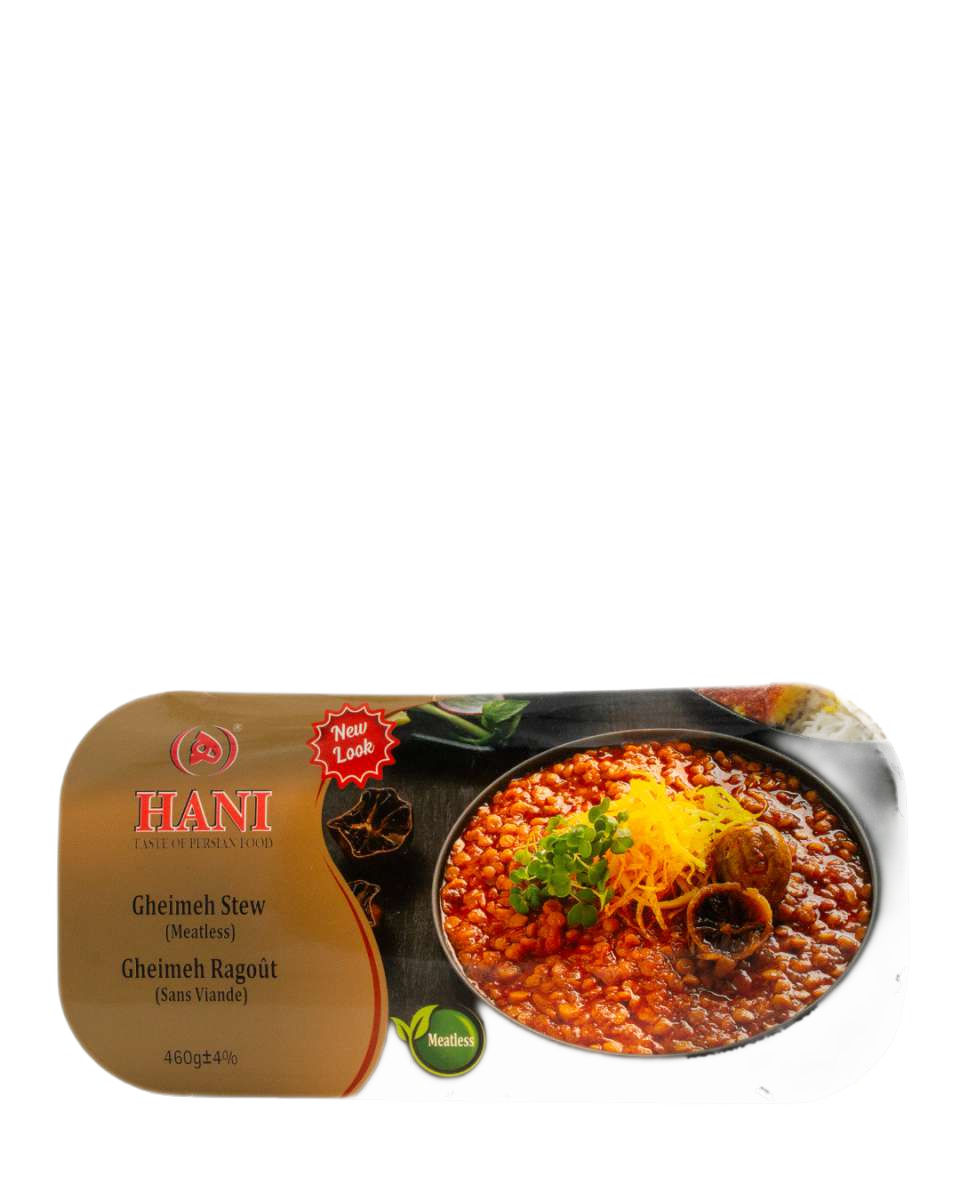 ®
HANI
TASTE OF PERSIAN FOOD
Gheimeh Stew
(Meatless)
Gheimeh Ragoût
(Sans Viande)
460g±4%
New
Look
Meatless